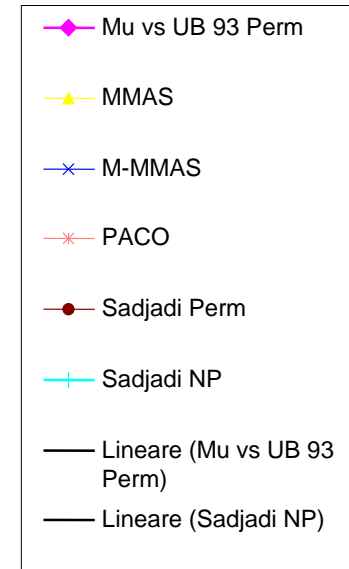 Mu vs UB 93 Perm
MMAS
M-MMAS
PACO
Sadjadi Perm
Sadjadi NP
Lineare (Mu vs UB 93
Perm)
Lineare (Sadjadi NP)